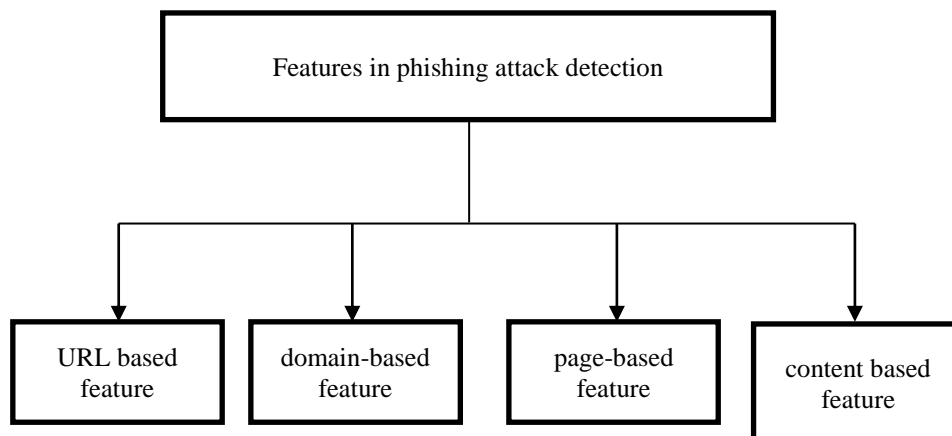 Features in phishing attack detection
URL based
feature
domain-based
feature
page-based
feature
content based
feature